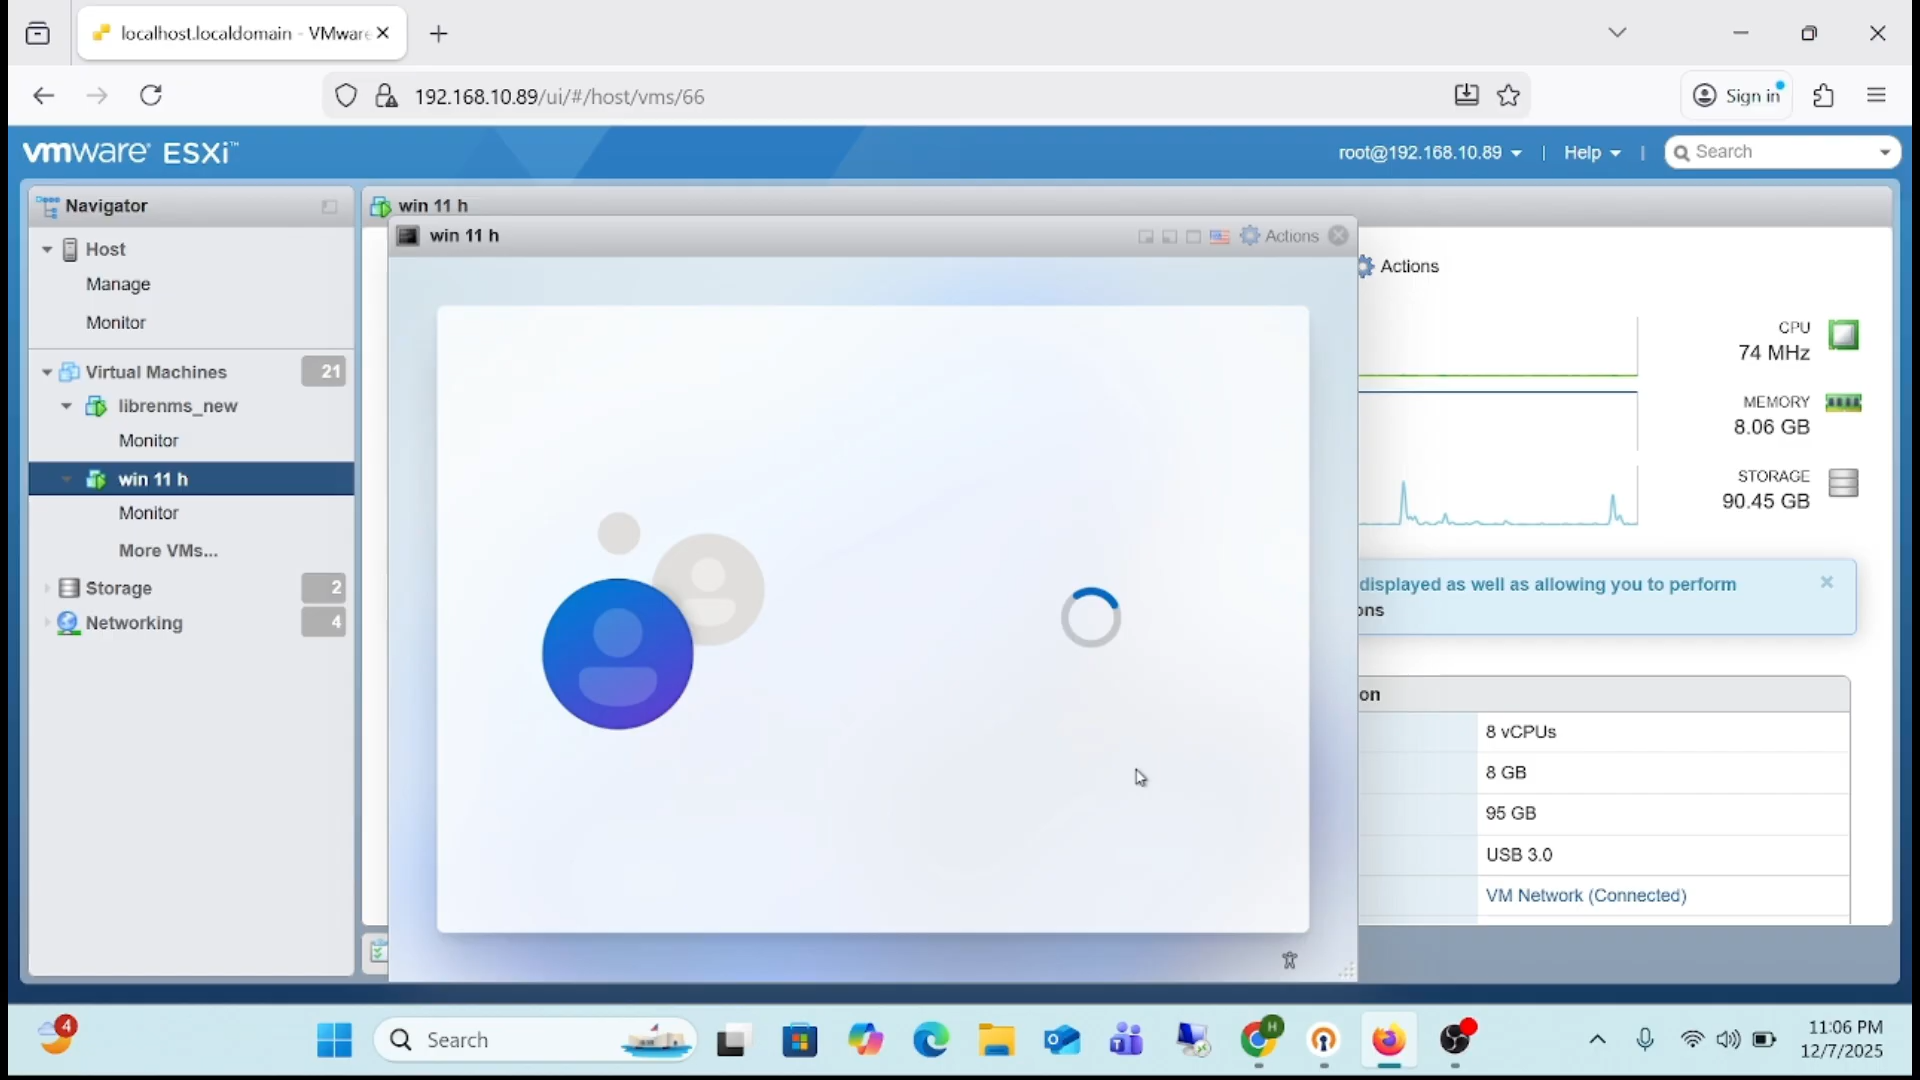 localhost.localdomain - VMware
192.168.10.89/ui/#/host/vms/66
Sign in
vmware® ESXi™
root@192.168.10.89
|
Help
|
Search
Navigator
Host
Manage
Monitor
Virtual Machines
21
librenms_new
Monitor
win 11 h
Monitor
More VMs...
Storage
2
Networking
4
win 11 h
win 11 h
Actions
Actions
CPU
74 MHz
MEMORY
8.06 GB
STORAGE
90.45 GB
displayed as well as allowing you to perform
ons
on
8 vCPUs
8 GB
95 GB
USB 3.0
VM Network (Connected)
4
Search
H
11:06 PM
12/7/2025